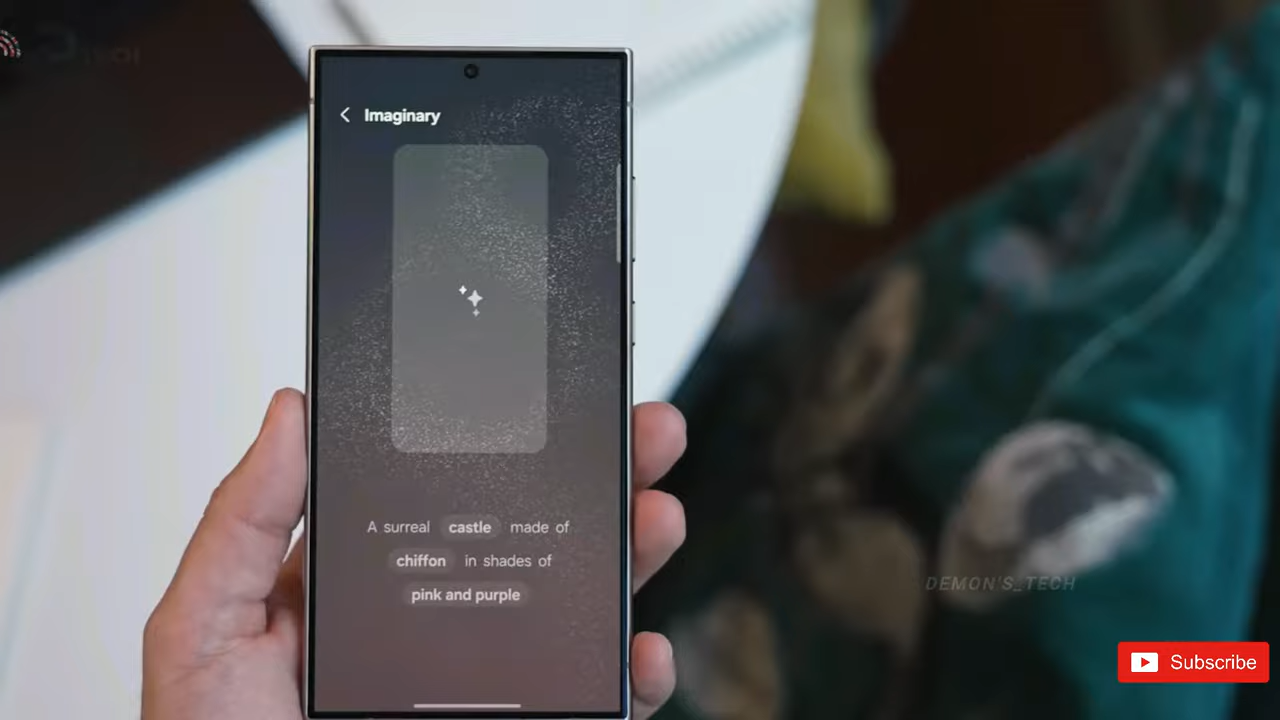 Imaginary
A surreal castle made of
chiffon in shades of
pink and purple
DEMON'S_TECH
Subscribe